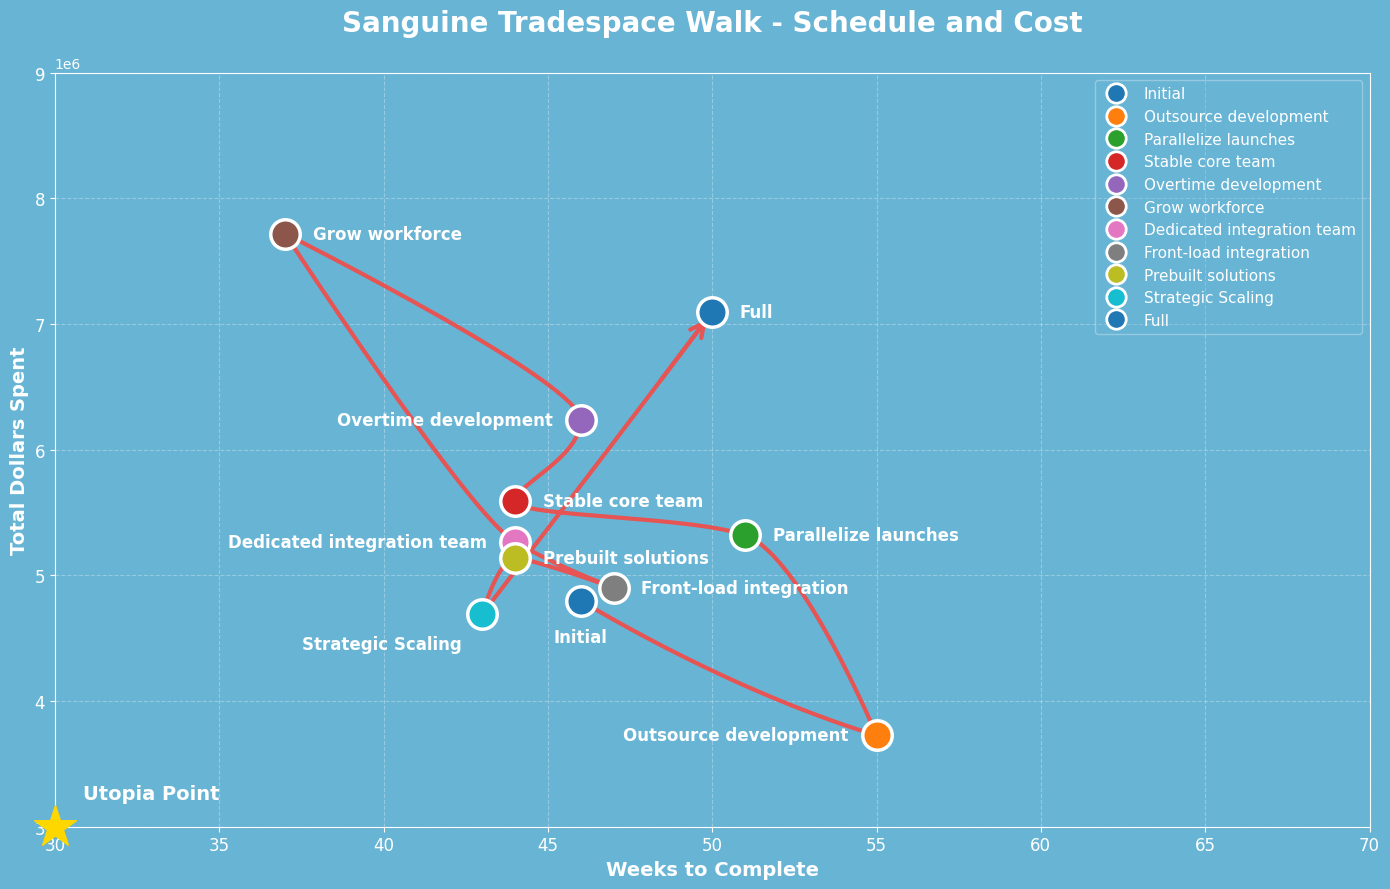 Sanguine Tradespace Walk - Schedule and Cost
1e6
9
8
7
6
5
4
3
Total Dollars Spent
Initial
Outsource development
Parallelize launches
Stable core team
Overtime development
Grow workforce
Dedicated integration team
Front-load integration
Prebuilt solutions
Strategic Scaling
Full
Grow workforce
Full
Overtime development
Stable core team
Parallelize launches
Dedicated integration team
Prebuilt solutions
Front-load integration
Initial
Strategic Scaling
Outsource development
Utopia Point
30 35 40 45 50 55 60 65 70
Weeks to Complete